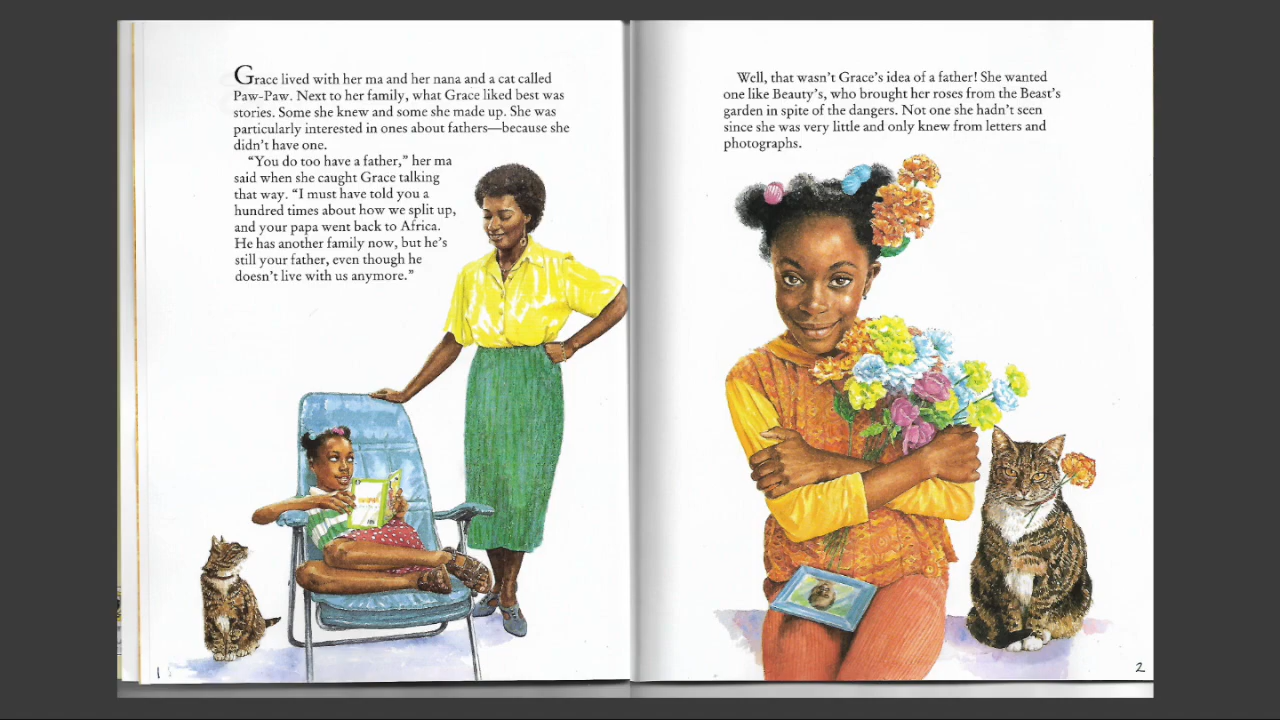 Grace lived with her ma and her nana and a cat called
Paw-Paw. Next to her family, what Grace liked best was
stories. Some she knew and some she made up. She was
particularly interested in ones about fathers—because she
didn't have one.
“You do too have a father,” her ma
said when she caught Grace talking
that way. “I must have told you a
hundred times about how we split up,
and your papa went back to Africa.
He has another family now, but he's
still your father, even though he
doesn't live with us anymore.”
1
Well, that wasn't Grace's idea of a father! She wanted
one like Beauty's, who brought her roses from the Beast's
garden in spite of the dangers. Not one she hadn't seen
since she was very little and only knew from letters and
photographs.
2